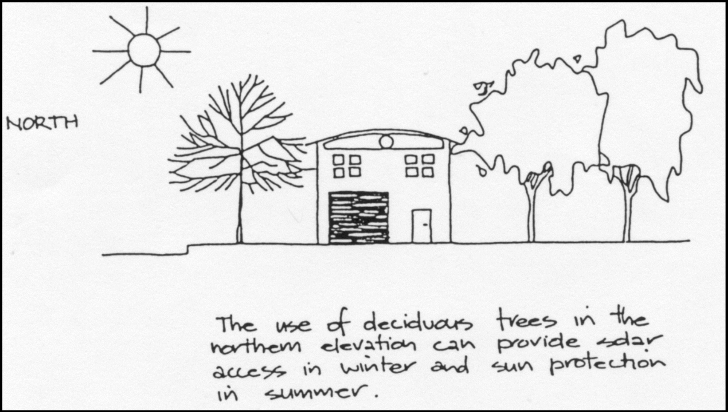 NORTH
The use of deciduous trees in the
northern elevation can provide solar
access in winter and sun protection
in summer.